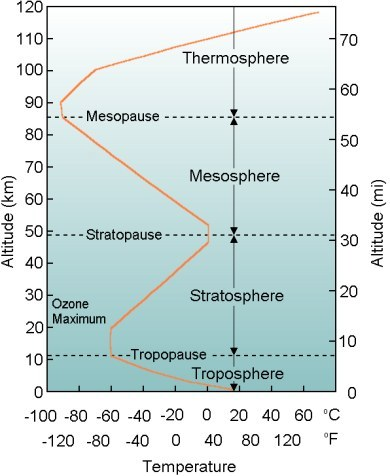 120
110
100
90
80
70
60
50
40
30
20
10
0
Altitude (km)
Thermosphere
Mesopause
Mesosphere
Stratopause
Stratosphere
Ozone
Maximum
Tropopause
Troposphere
70
60
50
40
30
20
10
0
Altitude (mi)
-100 -80 -60 -40 -20 0 20 40 60 °C
-120 -80 -40 0 40 80 120 °F
Temperature